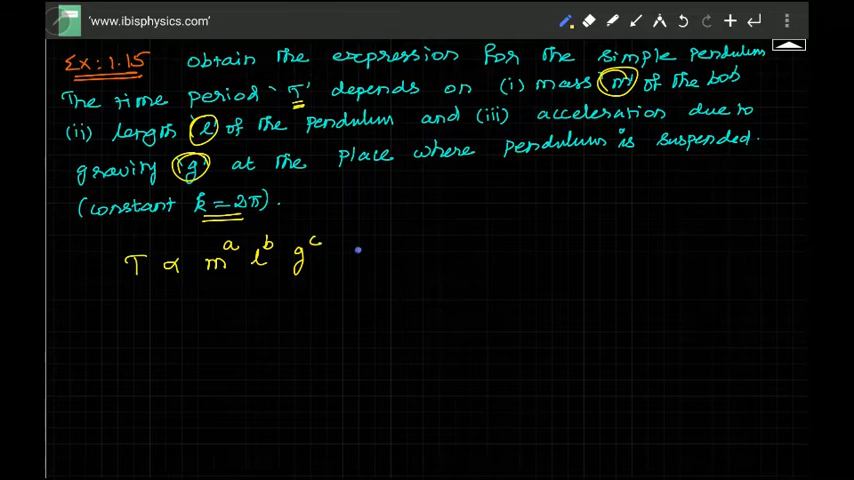 'www.ibisphysics.com'
Ex: 1.15 obtain the expression for the simple pendulum
The time period 'T' depends on (i) mass 'm' of the bob
(ii) length 'l' of the pendulum and (iii) acceleration due to
gravity 'g' at the place where pendulum is suspended.
(constant k = 2π).
T ∝ m^a l^b g^c